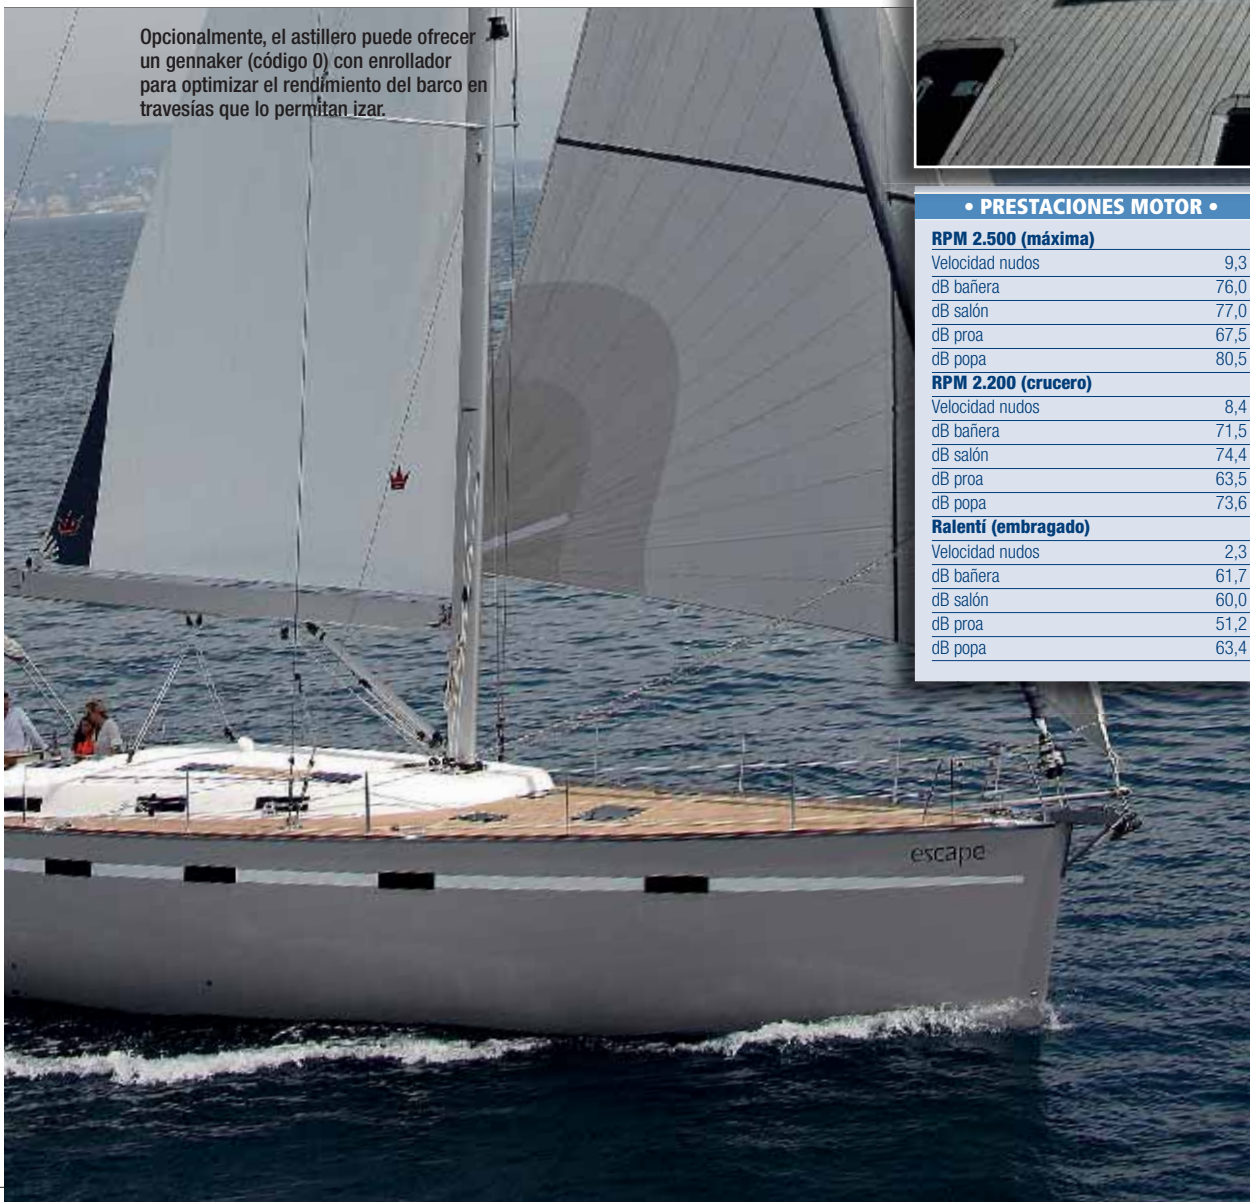 Opcionalmente, el astillero puede ofrecer
un gennaker (código 0) con enrollador
para optimizar el rendimiento del barco en
travesías que lo permitan izar.
• PRESTACIONES MOTOR •
RPM 2.500 (máxima)
Velocidad nudos 9,3
dB bañera 76,0
dB salón 77,0
dB proa 67,5
dB popa 80,5
RPM 2.200 (crucero)
Velocidad nudos 8,4
dB bañera 71,5
dB salón 74,4
dB proa 63,5
dB popa 73,6
Ralentí (embragado)
Velocidad nudos 2,3
dB bañera 61,7
dB salón 60,0
dB proa 51,2
dB popa 63,4
escape